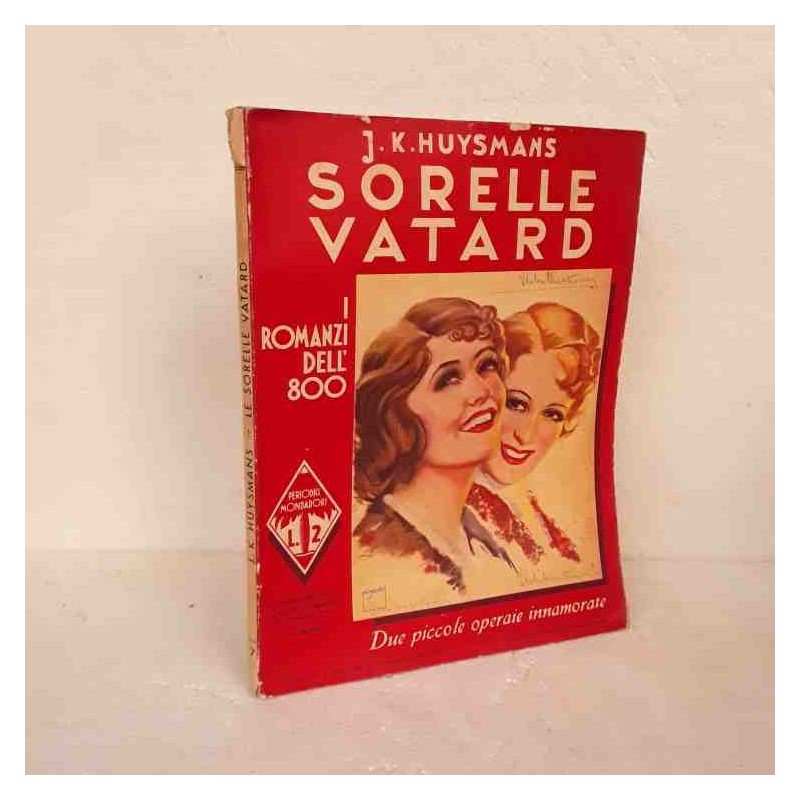 J.K.HUYSMANS
SORELLE
VATARD
I
ROMANZI
DELL'
800
PERIODICI
MONDADORI
L. 2
Due piccole operaie innamorate
J. K. HUYSMANS - LE SORELLE VATARD